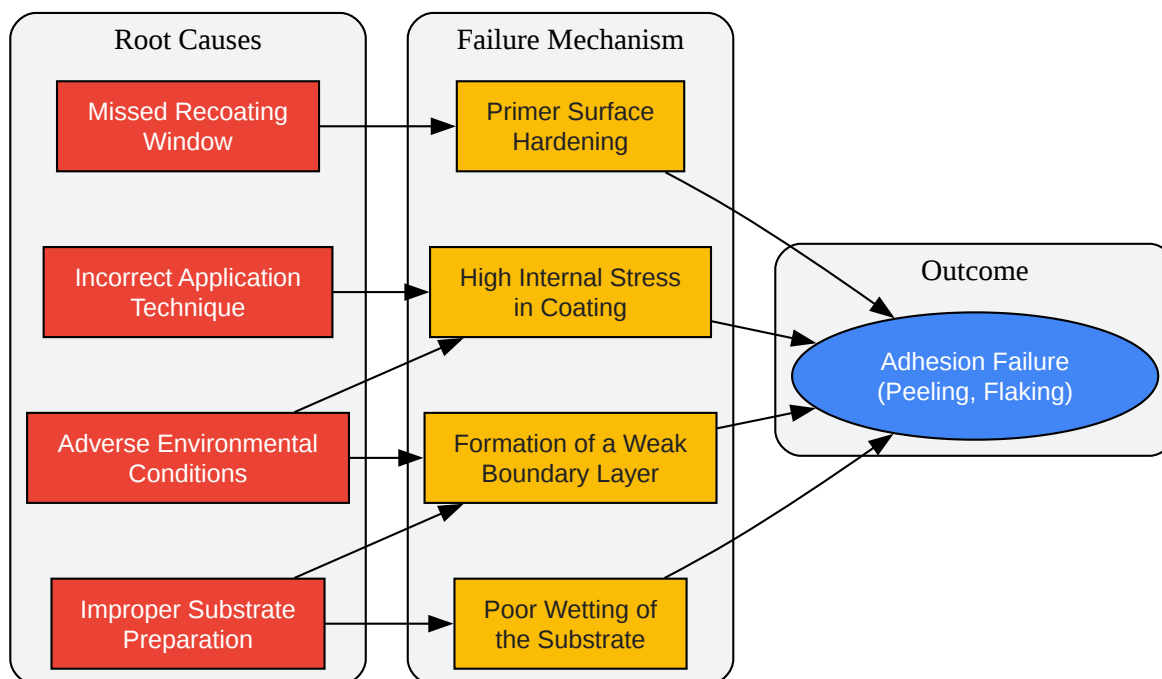 Root Causes
Missed Recoating
Window
Incorrect Application
Technique
Adverse Environmental
Conditions
Improper Substrate
Preparation
Failure Mechanism
Primer Surface
Hardening
High Internal Stress
in Coating
Formation of a Weak
Boundary Layer
Poor Wetting of
the Substrate
Outcome
Adhesion Failure
(Peeling, Flaking)